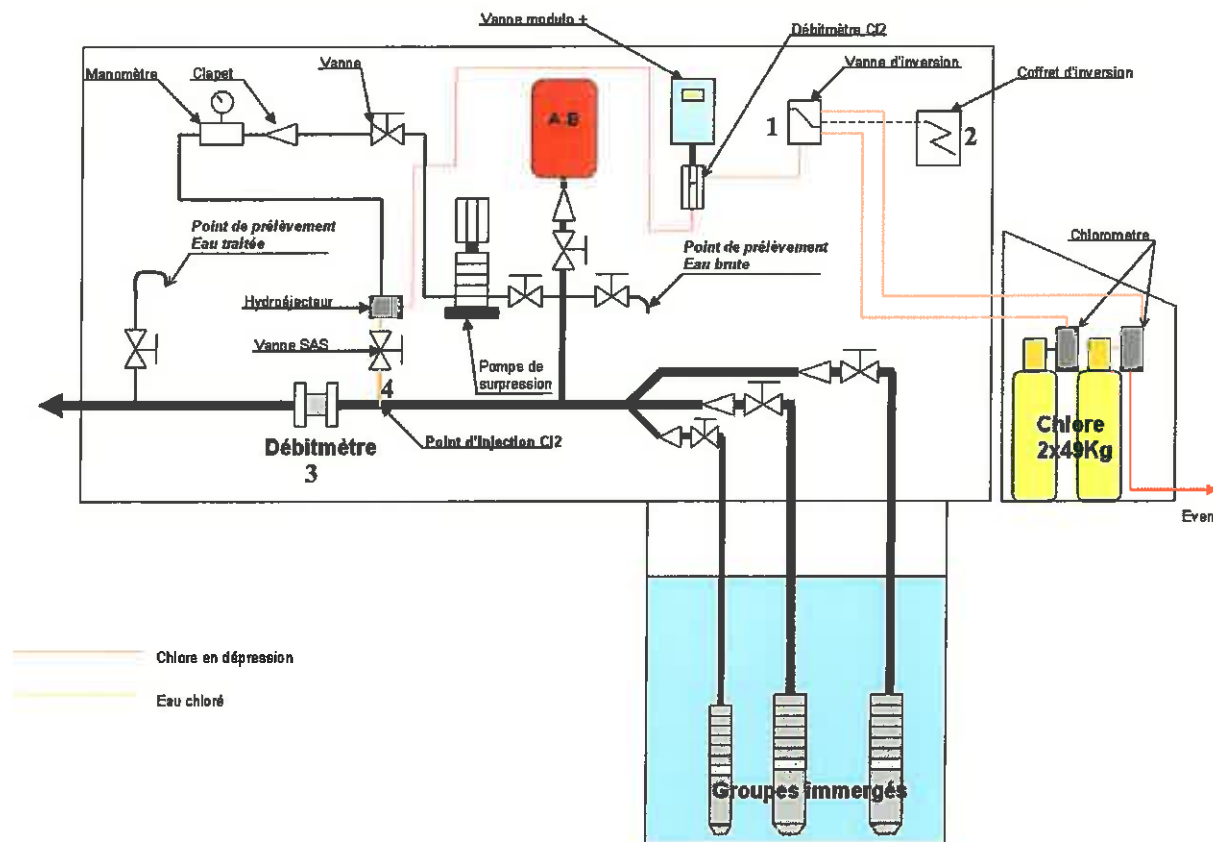 Vanne modulo +
Débitmètre Cl2
Manomètre
Clapet
Vanne
Vanne d'inversion
Coffret d'inversion
A.B
1
2
Point de prélèvement
Eau traitée
Point de prélèvement
Eau brute
Chlorometre
Hydroéjecteur
Vanne SAS
Pompe de
surpression
4
Point d'injection Cl2
Débitmètre
3
Chlore
2x49Kg
Even
Chlore en dépression
Eau chloré
Groupes immergés